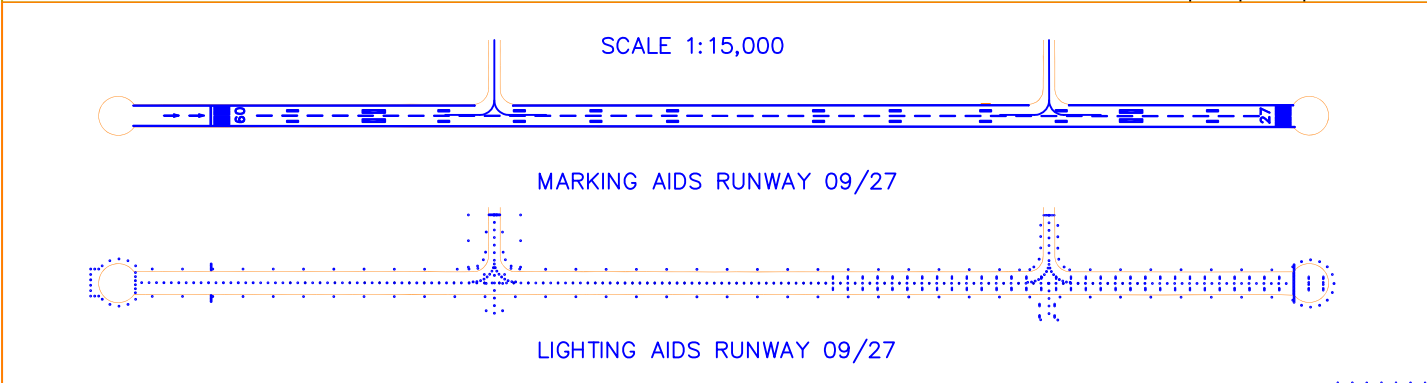 SCALE 1:15,000
09
27
MARKING AIDS RUNWAY 09/27
LIGHTING AIDS RUNWAY 09/27